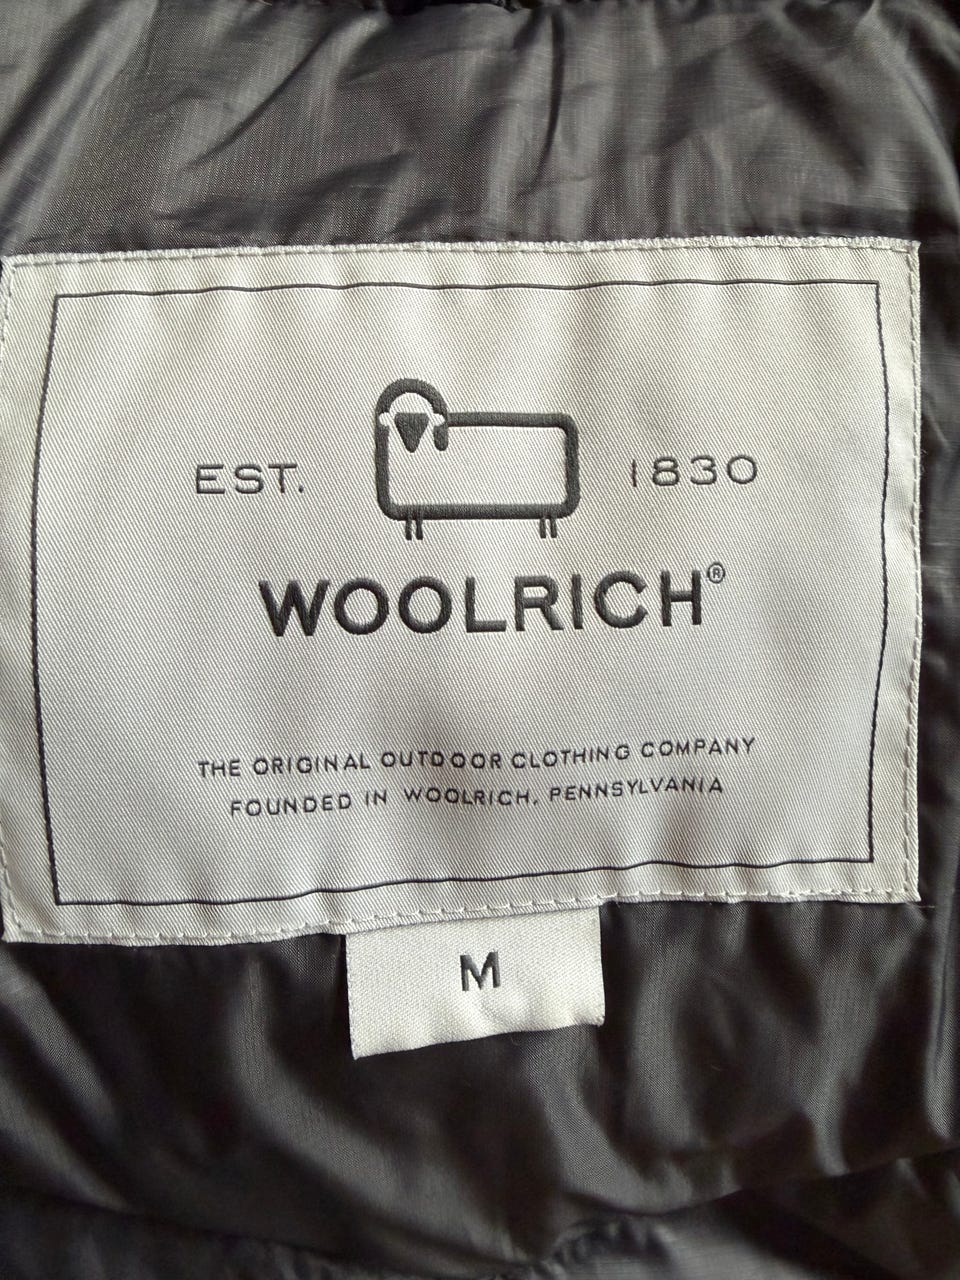 EST. 1830
WOOLRICH®
THE ORIGINAL OUTDOOR CLOTHING COMPANY
FOUNDED IN WOOLRICH, PENNSYLVANIA
M